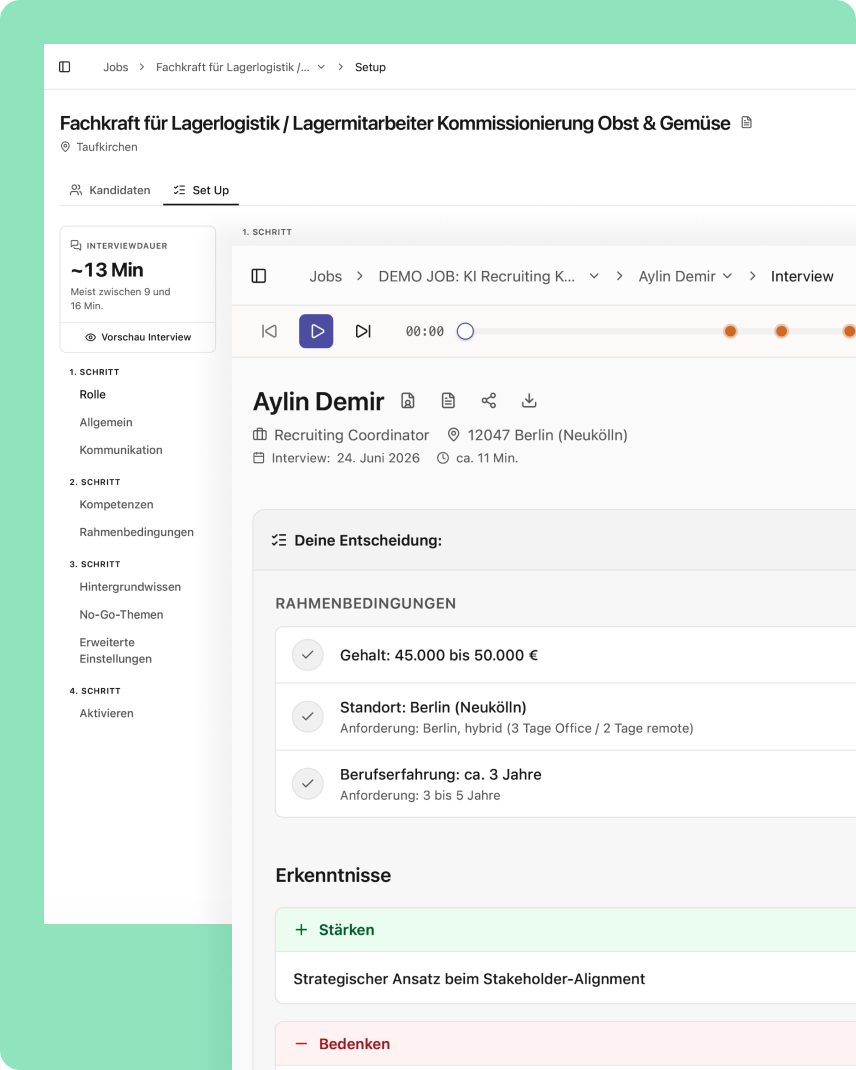 Jobs > Fachkraft für Lagerlogistik /... > Setup
Fachkraft für Lagerlogistik / Lagermitarbeiter Kommissionierung Obst & Gemüse
Taufkirchen
Kandidaten
Set Up
INTERVIEWDAUER
~13 Min
Meist zwischen 9 und
16 Min.
Vorschau Interview
1. SCHRITT
Rolle
Allgemein
Kommunikation
2. SCHRITT
Kompetenzen
Rahmenbedingungen
3. SCHRITT
Hintergrundwissen
No-Go-Themen
Erweiterte
Einstellungen
4. SCHRITT
Aktivieren
1. SCHRITT
Jobs > DEMO JOB: KI Recruiting K... > Aylin Demir > Interview
00:00
Aylin Demir
Recruiting Coordinator 12047 Berlin (Neukölln)
Interview: 24. Juni 2026 ca. 11 Min.
Deine Entscheidung:
RAHMENBEDINGUNGEN
Gehalt: 45.000 bis 50.000 €
Standort: Berlin (Neukölln)
Anforderung: Berlin, hybrid (3 Tage Office / 2 Tage remote)
Berufserfahrung: ca. 3 Jahre
Anforderung: 3 bis 5 Jahre
Erkenntnisse
+ Stärken
Strategischer Ansatz beim Stakeholder-Alignment
− Bedenken